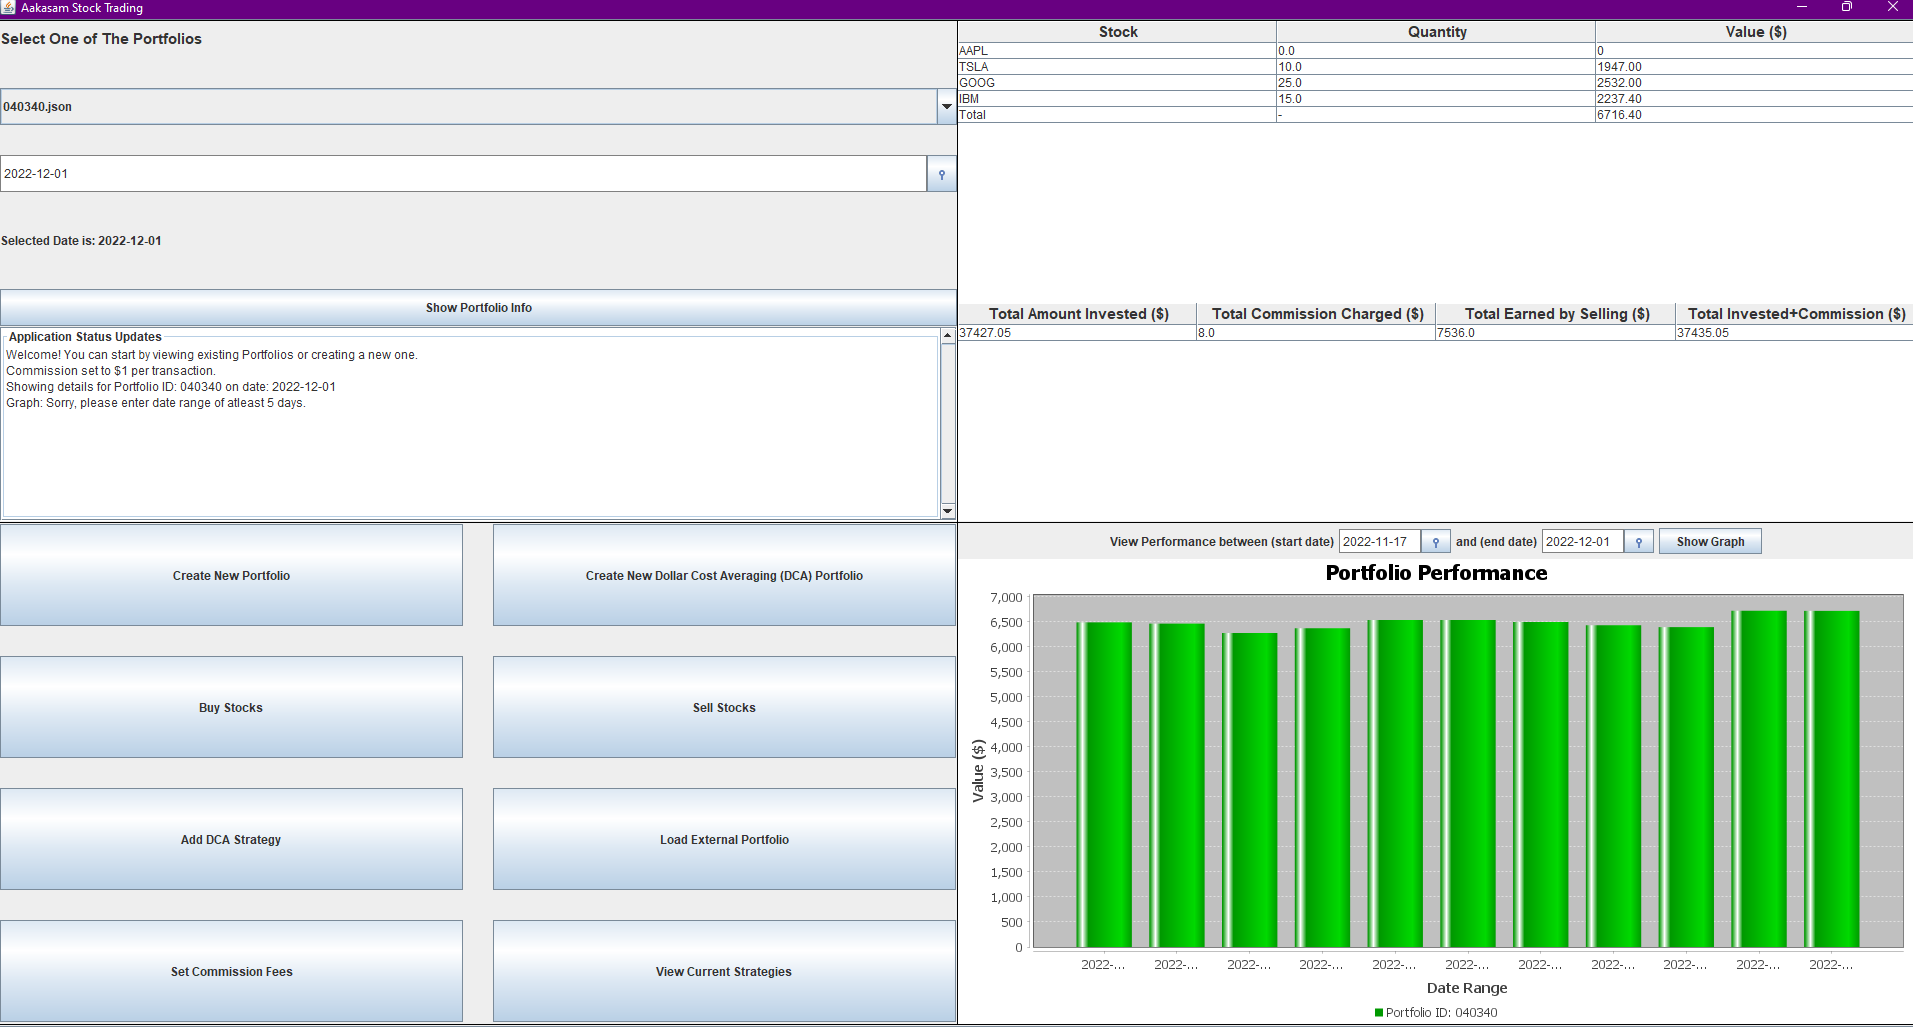 Aakasam Stock Trading
Select One of The Portfolios
040340.json
2022-12-01
Selected Date is: 2022-12-01
Show Portfolio Info
Application Status Updates
Welcome! You can start by viewing existing Portfolios or creating a new one.
Commission set to $1 per transaction.
Showing details for Portfolio ID: 040340 on date: 2022-12-01
Graph: Sorry, please enter date range of atleast 5 days.
Stock Quantity Value ($)
AAPL 0.0 0
TSLA 10.0 1947.00
GOOG 25.0 2532.00
IBM 15.0 2237.40
Total - 6716.40
Total Amount Invested ($) Total Commission Charged ($) Total Earned by Selling ($) Total Invested+Commission ($)
37427.05 8.0 7536.0 37435.05
Create New Portfolio Create New Dollar Cost Averaging (DCA) Portfolio
Buy Stocks Sell Stocks
Add DCA Strategy Load External Portfolio
Set Commission Fees View Current Strategies
View Performance between (start date) 2022-11-17 and (end date) 2022-12-01 Show Graph
Portfolio Performance
Value ($)
7,000
6,500
6,000
5,500
5,000
4,500
4,000
3,500
3,000
2,500
2,000
1,500
1,000
500
0
2022-... 2022-... 2022-... 2022-... 2022-... 2022-... 2022-... 2022-... 2022-... 2022-... 2022-...
Date Range
Portfolio ID: 040340